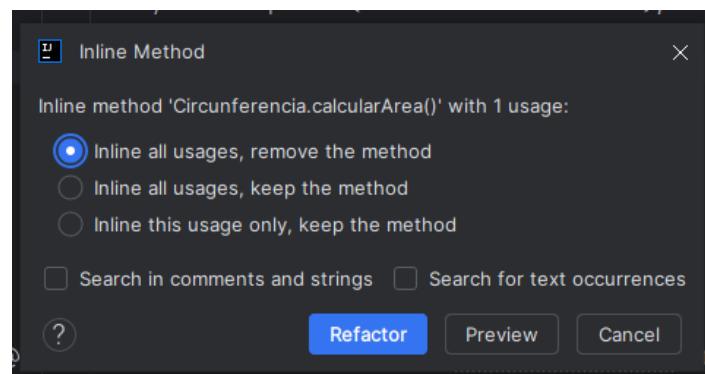 IJ
Inline Method
Inline method 'Circunferencia.calcularArea()' with 1 usage:
Inline all usages, remove the method
Inline all usages, keep the method
Inline this usage only, keep the method
Search in comments and strings Search for text occurrences
? Refactor Preview Cancel